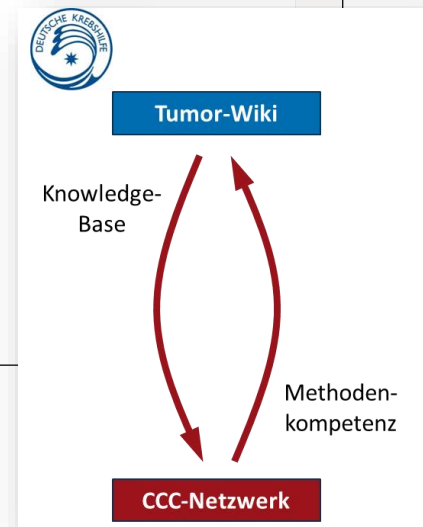 DEUTSCHE KREBSHILFE
Tumor-Wiki
Knowledge-
Base
Methoden-
kompetenz
CCC-Netzwerk